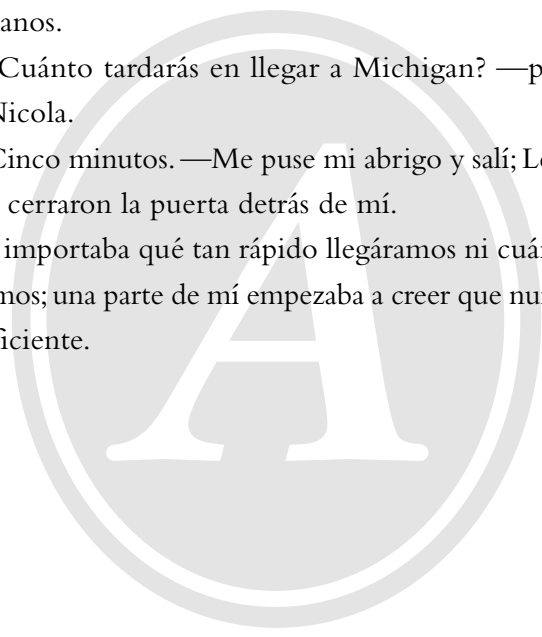 anos.
Cuánto tardarás en llegar a Michigan? —p
Nicola.
Cinco minutos. —Me puse mi abrigo y salí; L
cerraron la puerta detrás de mí.
importaba qué tan rápido llegáramos ni cuá
mos; una parte de mí empezaba a creer que nu
ficiente.
A